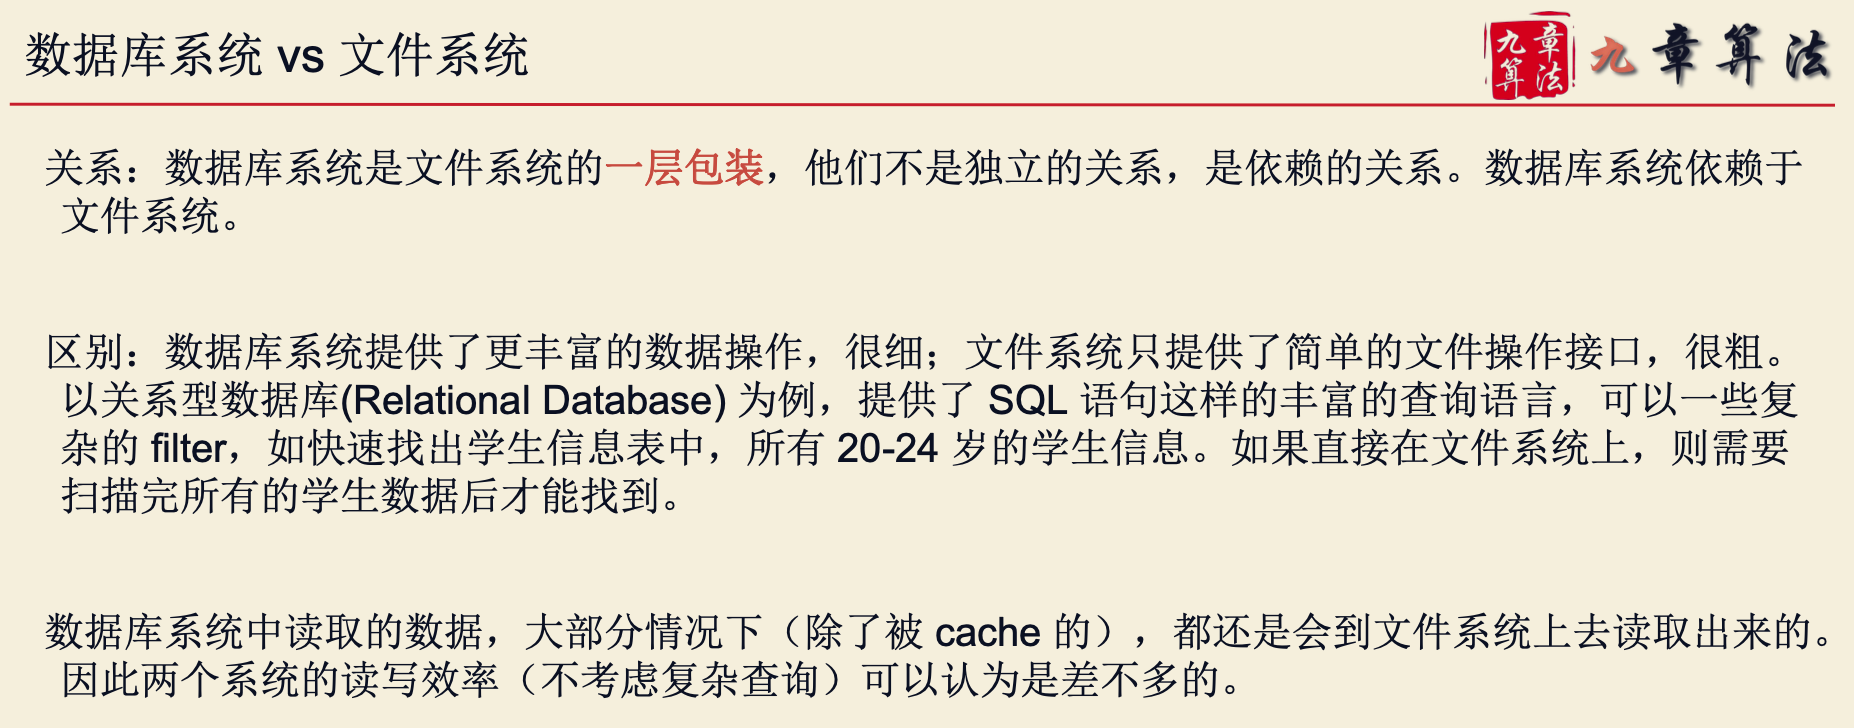 数据库系统 vs 文件系统
九章算法
九章算法
关系：数据库系统是文件系统的一层包装，他们不是独立的关系，是依赖的关系。数据库系统依赖于
文件系统。
区别：数据库系统提供了更丰富的数据操作，很细；文件系统只提供了简单的文件操作接口，很粗。
以关系型数据库(Relational Database) 为例，提供了 SQL 语句这样的丰富的查询语言，可以一些复
杂的 filter，如快速找出学生信息表中，所有 20-24 岁的学生信息。如果直接在文件系统上，则需要
扫描完所有的学生数据后才能找到。
数据库系统中读取的数据，大部分情况下（除了被 cache 的），都还是会到文件系统上去读取出来的。
因此两个系统的读写效率（不考虑复杂查询）可以认为是差不多的。